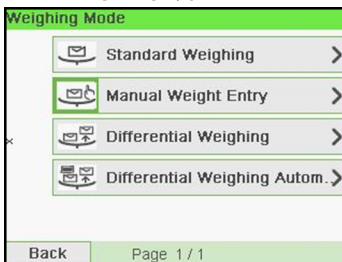 Weighing Mode
Standard Weighing
Manual Weight Entry
Differential Weighing
Differential Weighing Autom.
Back Page 1 / 1